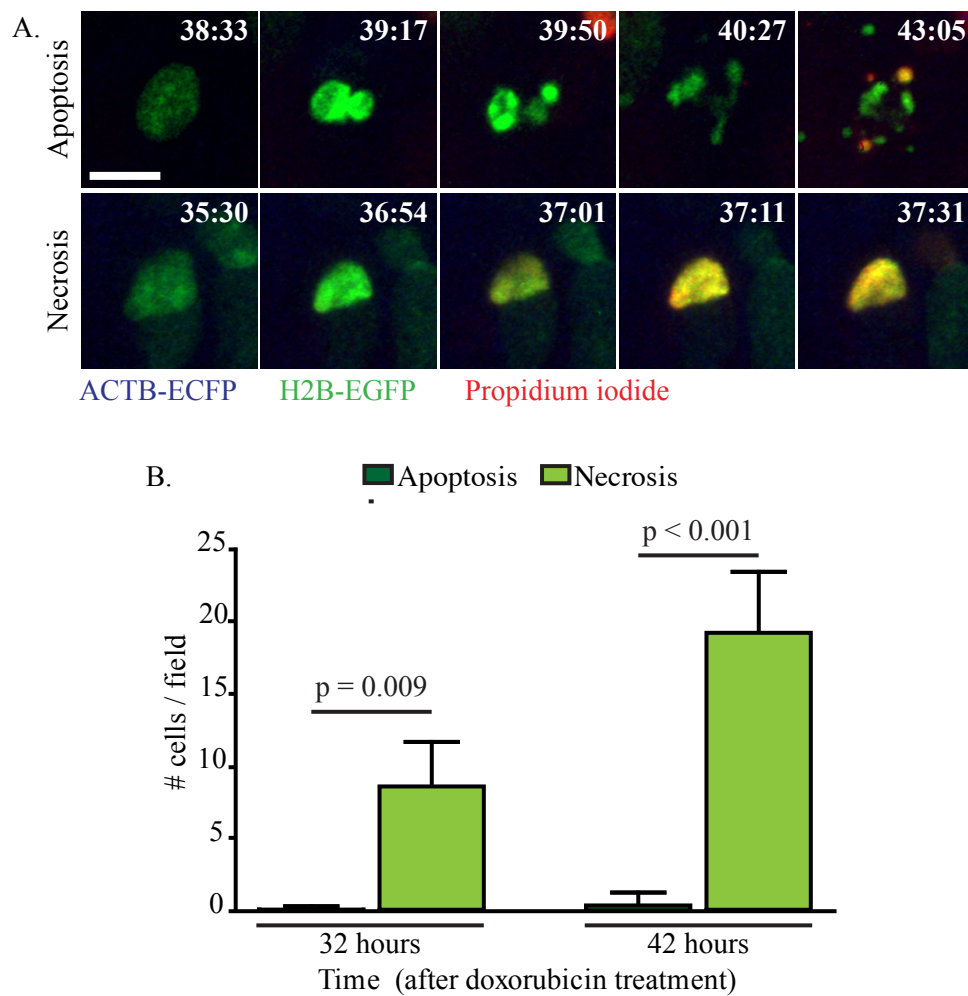 A.
Apoptosis
38:33 39:17 39:50 40:27 43:05
Necrosis
35:30 36:54 37:01 37:11 37:31
ACTB-ECFP H2B-EGFP Propidium iodide
B.
Apoptosis Necrosis
# cells / field
25
20
15
10
5
0
p = 0.009
p < 0.001
32 hours 42 hours
Time (after doxorubicin treatment)